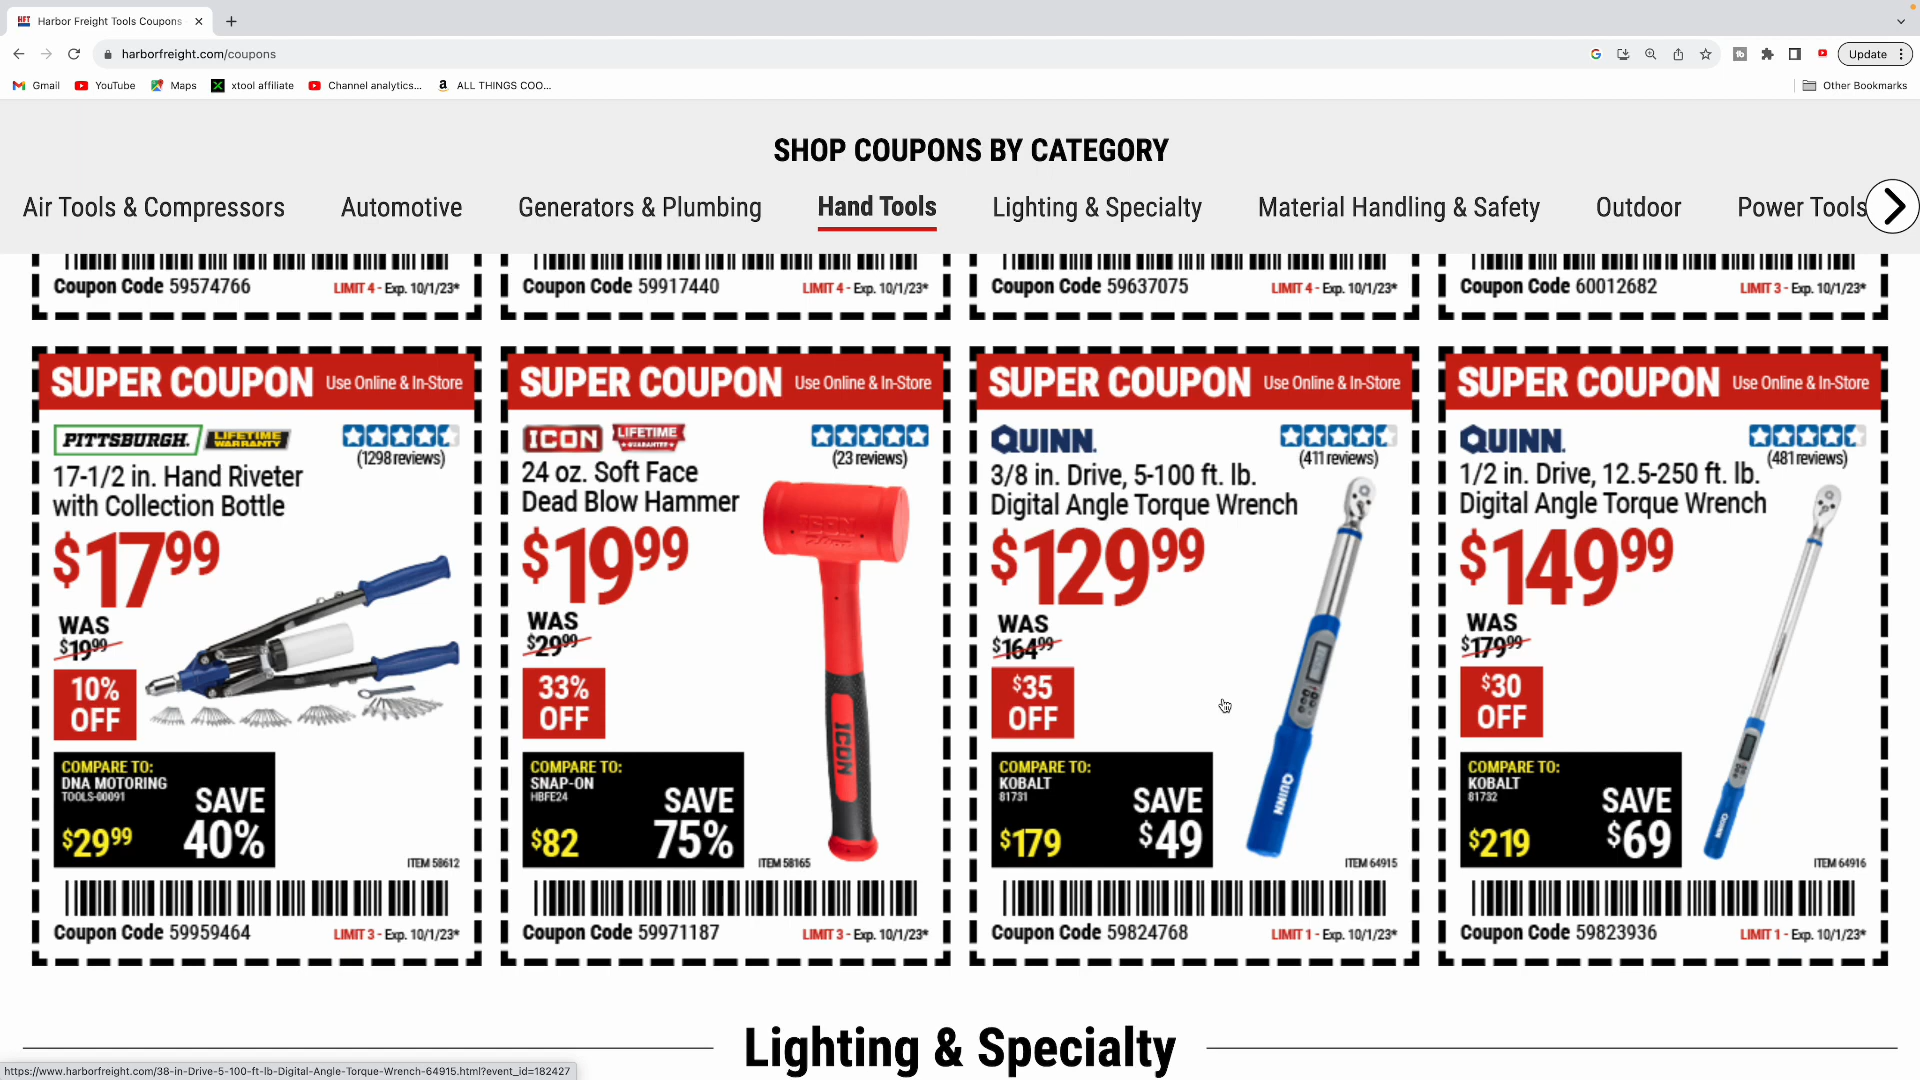 Harbor Freight Tools Coupons
harborfreight.com/coupons
Update
Gmail YouTube Maps xtool affiliate Channel analytics... ALL THINGS COO... Other Bookmarks
SHOP COUPONS BY CATEGORY
Air Tools & Compressors Automotive Generators & Plumbing Hand Tools Lighting & Specialty Material Handling & Safety Outdoor Power Tools
Coupon Code 59574766 LIMIT 4 - Exp. 10/1/23*
Coupon Code 59917440 LIMIT 4 - Exp. 10/1/23*
Coupon Code 59637075 LIMIT 4 - Exp. 10/1/23*
Coupon Code 60012682 LIMIT 3 - Exp. 10/1/23*
SUPER COUPON Use Online & In-Store
PITTSBURGH. LIFETIME WARRANTY
(1298 reviews)
17-1/2 in. Hand Riveter
with Collection Bottle
$17.99
WAS
$19.99
10%
OFF
COMPARE TO:
DNA MOTORING
TOOLS-00091
$29.99
SAVE
40%
ITEM 58612
Coupon Code 59959464 LIMIT 3 - Exp. 10/1/23*
SUPER COUPON Use Online & In-Store
ICON LIFETIME GUARANTEE
(23 reviews)
24 oz. Soft Face
Dead Blow Hammer
$19.99
WAS
$29.99
33%
OFF
ICON
ICON
COMPARE TO:
SNAP-ON
HBFE24
$82
SAVE
75%
ITEM 58165
Coupon Code 59971187 LIMIT 3 - Exp. 10/1/23*
SUPER COUPON Use Online & In-Store
QUINN.
(411 reviews)
3/8 in. Drive, 5-100 ft. lb.
Digital Angle Torque Wrench
$129.99
WAS
$164.99
$35
OFF
QUINN
COMPARE TO:
KOBALT
81731
$179
SAVE
$49
ITEM 64915
Coupon Code 59824768 LIMIT 1 - Exp. 10/1/23*
SUPER COUPON Use Online & In-Store
QUINN.
(481 reviews)
1/2 in. Drive, 12.5-250 ft. lb.
Digital Angle Torque Wrench
$149.99
WAS
$179.99
$30
OFF
QUINN
COMPARE TO:
KOBALT
81732
$219
SAVE
$69
ITEM 64916
Coupon Code 59823936 LIMIT 1 - Exp. 10/1/23*
Lighting & Specialty
https://www.harborfreight.com/38-in-Drive-5-100-ft-lb-Digital-Angle-Torque-Wrench-64915.html?event_id=182427